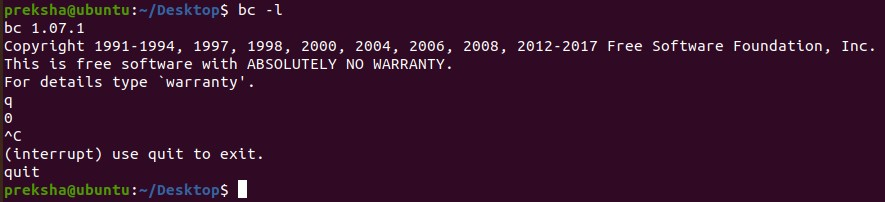 preksha@ubuntu:~/Desktop$ bc -l
bc 1.07.1
Copyright 1991-1994, 1997, 1998, 2000, 2004, 2006, 2008, 2012-2017 Free Software Foundation, Inc.
This is free software with ABSOLUTELY NO WARRANTY.
For details type `warranty'.
q
0
^C
(interrupt) use quit to exit.
quit
preksha@ubuntu:~/Desktop$